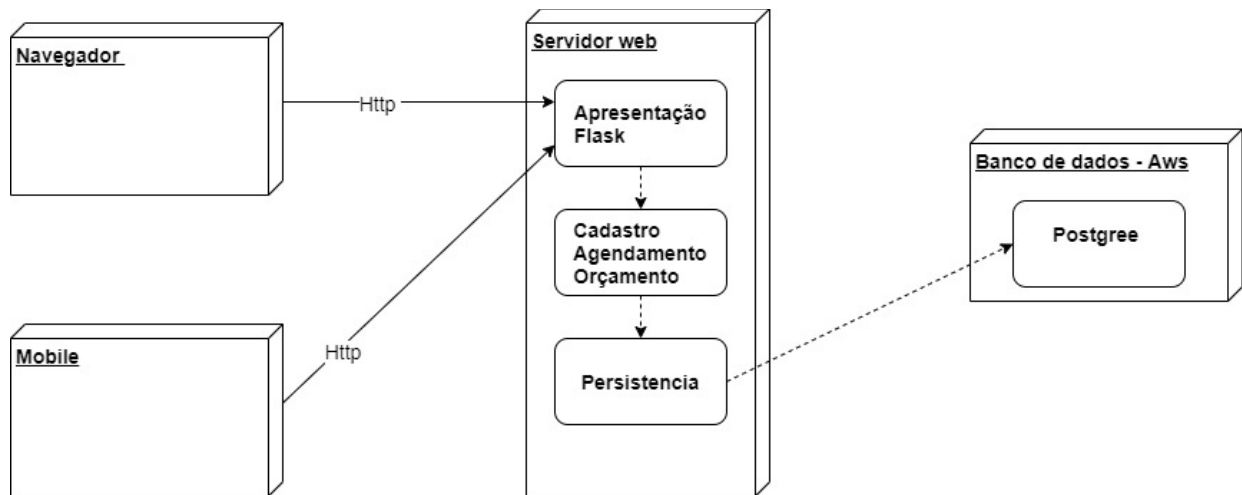 Navegador
Http
Mobile
Http
Servidor web
Apresentação
Flask
Cadastro
Agendamento
Orçamento
Persistencia
Banco de dados - Aws
Postgree